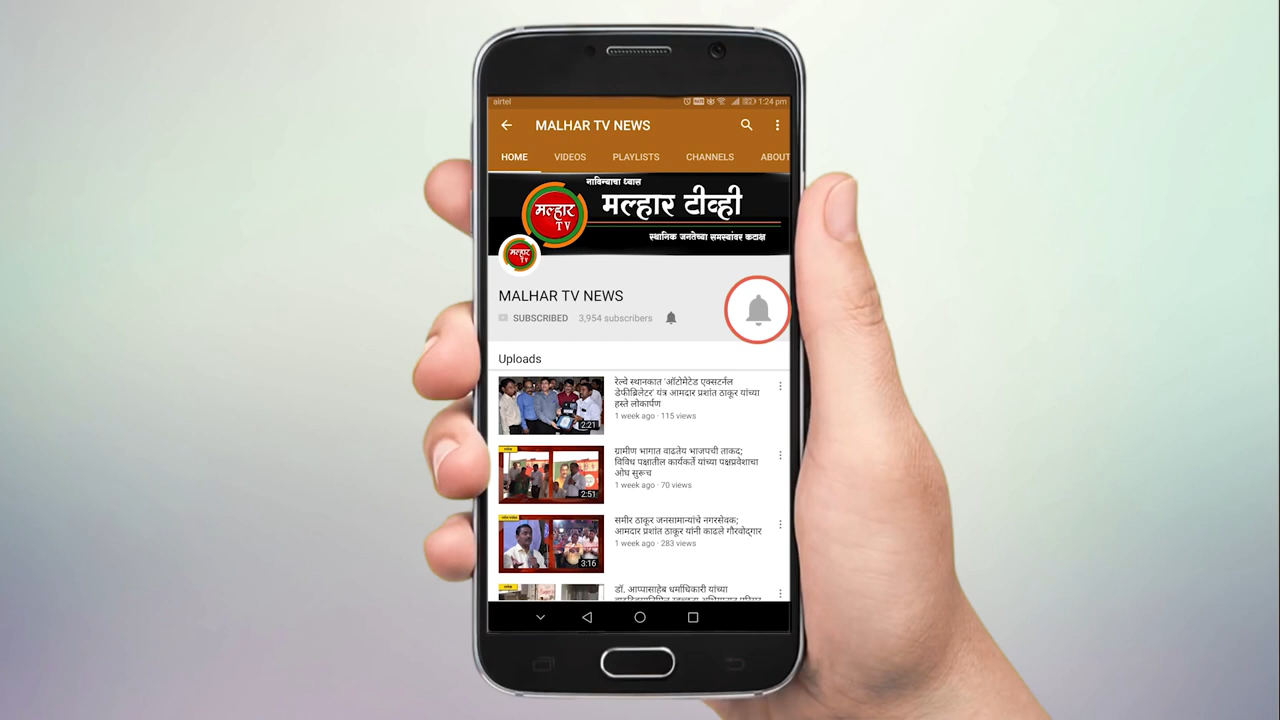 airtel
1:24 pm
MALHAR TV NEWS
HOME VIDEOS PLAYLISTS CHANNELS ABOUT
नाविन्याचा ध्यास
मल्हार टीव्ही
मल्हार
TV
स्थानिक जनतेच्या समस्यांवर कटाक्ष
मल्हार
TV
MALHAR TV NEWS
SUBSCRIBED 3,954 subscribers
Uploads
रेल्वे स्थानकात 'ऑटोमेटेड एक्सटर्नल
डेफीब्रिलेटर' यंत्र आमदार प्रशांत ठाकूर यांच्या
हस्ते लोकार्पण
1 week ago · 115 views
2:21
ग्रामीण भागात वाढतेय भाजपची ताकद;
विविध पक्षातील कार्यकर्ते यांच्या पक्षप्रवेशाचा
ओघ सुरूच
1 week ago · 70 views
2:51
समीर ठाकूर जनसामान्यांचे नगरसेवक;
आमदार प्रशांत ठाकूर यांनी काढले गौरवोद्गार
1 week ago · 283 views
3:16
डॉ. आप्पासाहेब धर्माधिकारी यांच्या